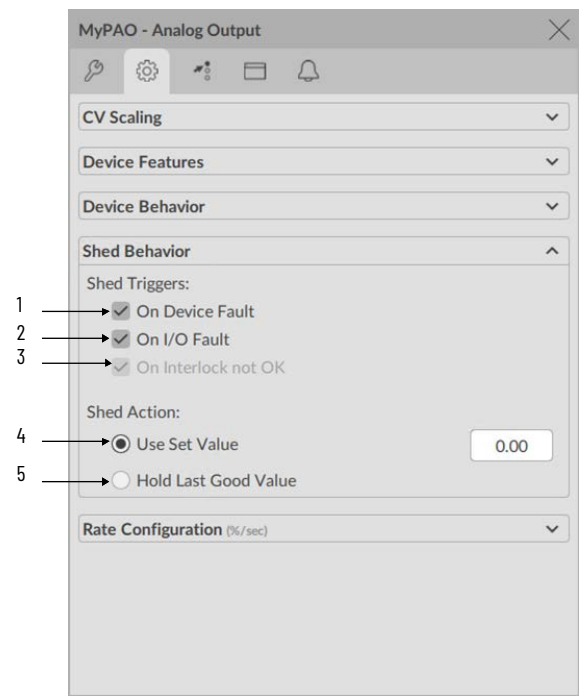 MyPAO - Analog Output
CV Scaling
Device Features
Device Behavior
Shed Behavior
Shed Triggers:
1 On Device Fault
2 On I/O Fault
3 On Interlock not OK
Shed Action:
4 Use Set Value 0.00
5 Hold Last Good Value
Rate Configuration (%/sec)